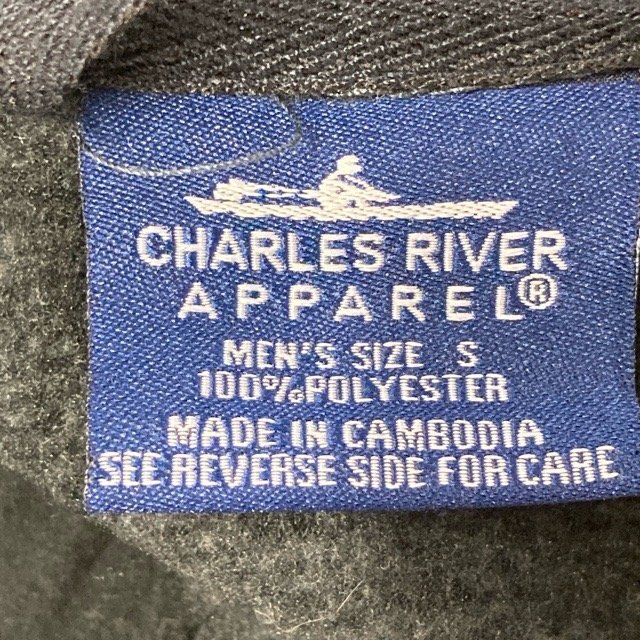 CHARLES RIVER
APPAREL®
MEN'S SIZE S
100% POLYESTER
MADE IN CAMBODIA
SEE REVERSE SIDE FOR CARE